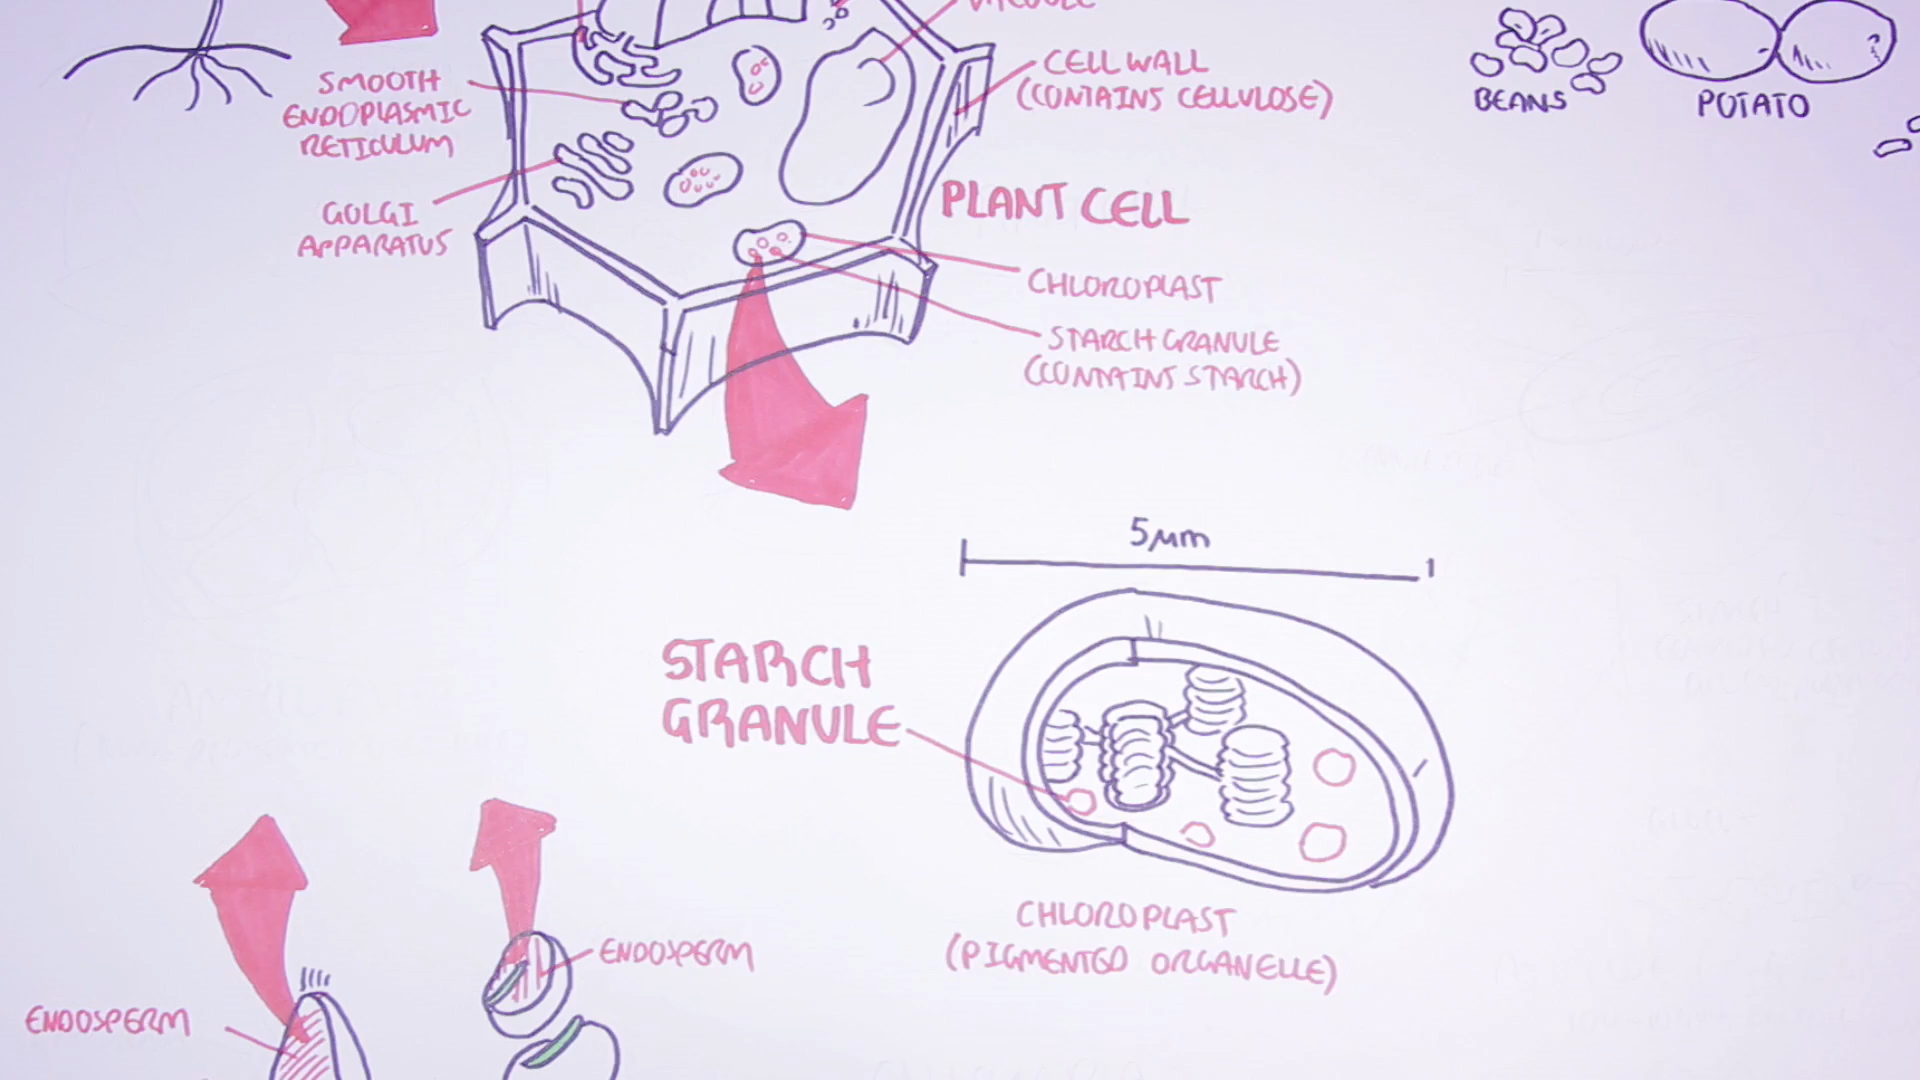 SMOOTH
ENDOPLASMIC
RETICULUM
GOLGI
APPARATUS
CELL WALL
(CONTAINS CELLULOSE)
PLANT CELL
CHLOROPLAST
STARCH GRANULE
(CONTAINS STARCH)
BEANS
POTATO
5μm
STARCH
GRANULE
CHLOROPLAST
(PIGMENTED ORGANELLE)
ENDOSPERM
ENDOSPERM